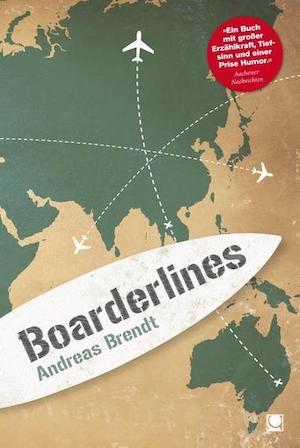 »Ein Buch
mit großer
Erzählkraft, Tief-
sinn und einer
Prise Humor.«
Aachener
Nachrichten
Boarderlines
Andreas Brendt